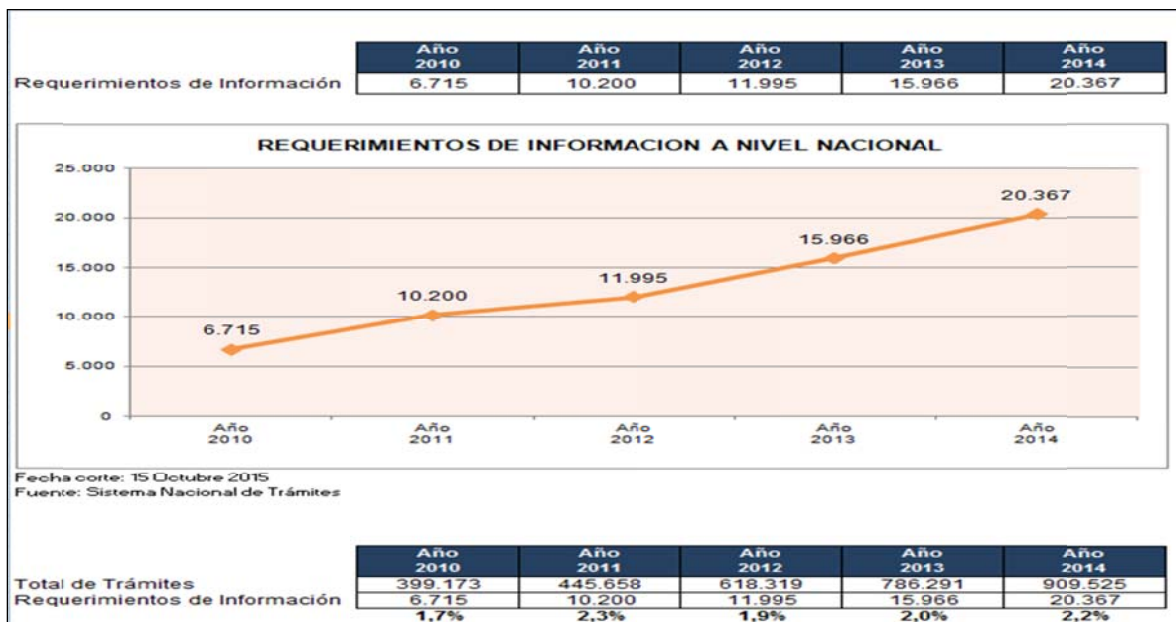 Año 2010 Año 2011 Año 2012 Año 2013 Año 2014
Requerimientos de Información 6.715 10.200 11.995 15.966 20.367
REQUERIMIENTOS DE INFORMACION A NIVEL NACIONAL
25.000
20.000
15.000
10.000
5.000
0
6.715
10.200
11.995
15.966
20.367
Año 2010 Año 2011 Año 2012 Año 2013 Año 2014
Fecha corte: 15 Octubre 2015
Fuente: Sistema Nacional de Trámites
Año 2010 Año 2011 Año 2012 Año 2013 Año 2014
Total de Trámites 399.173 445.658 618.319 786.291 909.525
Requerimientos de Información 6.715 10.200 11.995 15.966 20.367
1,7% 2,3% 1,9% 2,0% 2,2%